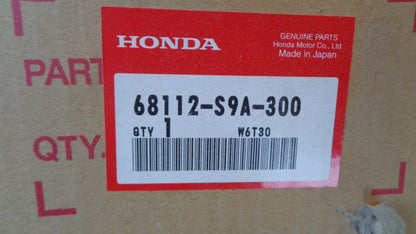 HONDA
GENUINE PARTS
Honda Motor Co., Ltd.
Made in Japan
PART
68112-S9A-300
QTY 1 W6T30
QTY.